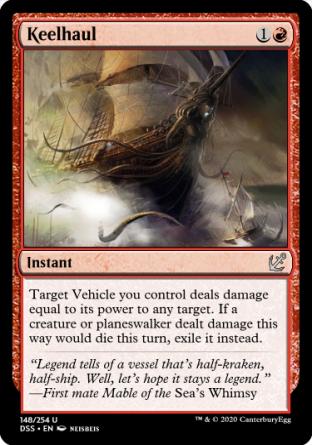 Keelhaul 1
Instant
Target Vehicle you control deals damage
equal to its power to any target. If a
creature or planeswalker dealt damage this
way would die this turn, exile it instead.
“Legend tells of a vessel that's half-kraken,
half-ship. Well, let's hope it stays a legend.”
—First mate Mable of the Sea's Whimsy
148/254 U
DSS • EN NEISBEIS
™ & © 2020 CanterburyEgg